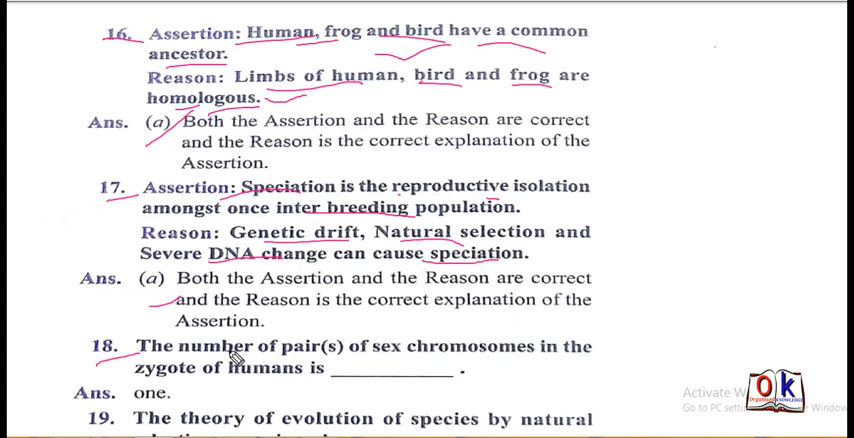 16. Assertion: Human, frog and bird have a common
ancestor.
Reason: Limbs of human, bird and frog are
homologous.
Ans. (a) Both the Assertion and the Reason are correct
and the Reason is the correct explanation of the
Assertion.
17. Assertion: Speciation is the reproductive isolation
amongst once inter breeding population.
Reason: Genetic drift, Natural selection and
Severe DNA change can cause speciation.
Ans. (a) Both the Assertion and the Reason are correct
and the Reason is the correct explanation of the
Assertion.
18. The number of pair(s) of sex chromosomes in the
zygote of humans is ____________ .
Ans. one.
19. The theory of evolution of species by natural
Activate W
Go to PC Window
Ok
Organized KNOWLEDGE